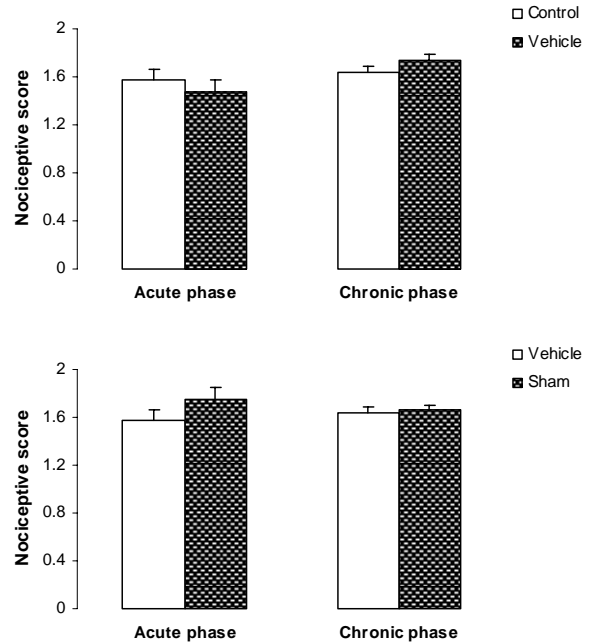 Control
Vehicle
2
1.6
1.2
0.8
0.4
0
Nociceptive score
Acute phase
Chronic phase
Vehicle
Sham
2
1.6
1.2
0.8
0.4
0
Nociceptive score
Acute phase
Chronic phase